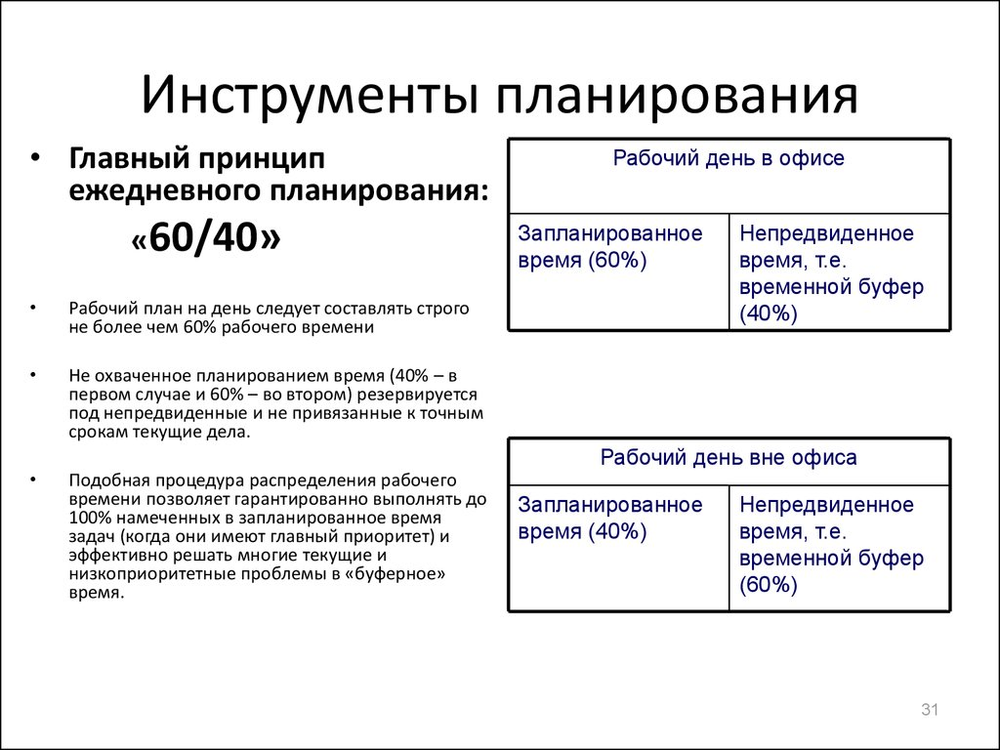 Инструменты планирования
• Главный принцип
ежедневного планирования:
«60/40»
• Рабочий план на день следует составлять строго
не более чем 60% рабочего времени
• Не охваченное планированием время (40% – в
первом случае и 60% – во втором) резервируется
под непредвиденные и не привязанные к точным
срокам текущие дела.
• Подобная процедура распределения рабочего
времени позволяет гарантированно выполнять до
100% намеченных в запланированное время
задач (когда они имеют главный приоритет) и
эффективно решать многие текущие и
низкоприоритетные проблемы в «буферное»
время.
Рабочий день в офисе
Запланированное
время (60%)
Непредвиденное
время, т.е.
временной буфер
(40%)
Рабочий день вне офиса
Запланированное
время (40%)
Непредвиденное
время, т.е.
временной буфер
(60%)
31